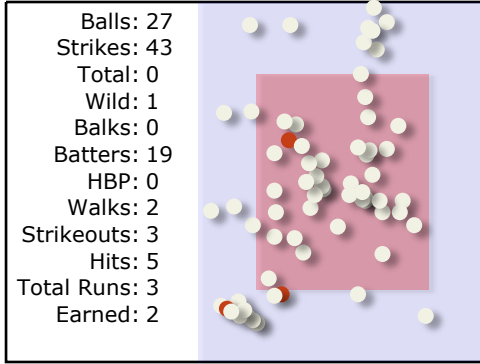 Balls: 27
Strikes: 43
Total: 0
Wild: 1
Balks: 0
Batters: 19
HBP: 0
Walks: 2
Strikeouts: 3
Hits: 5
Total Runs: 3
Earned: 2